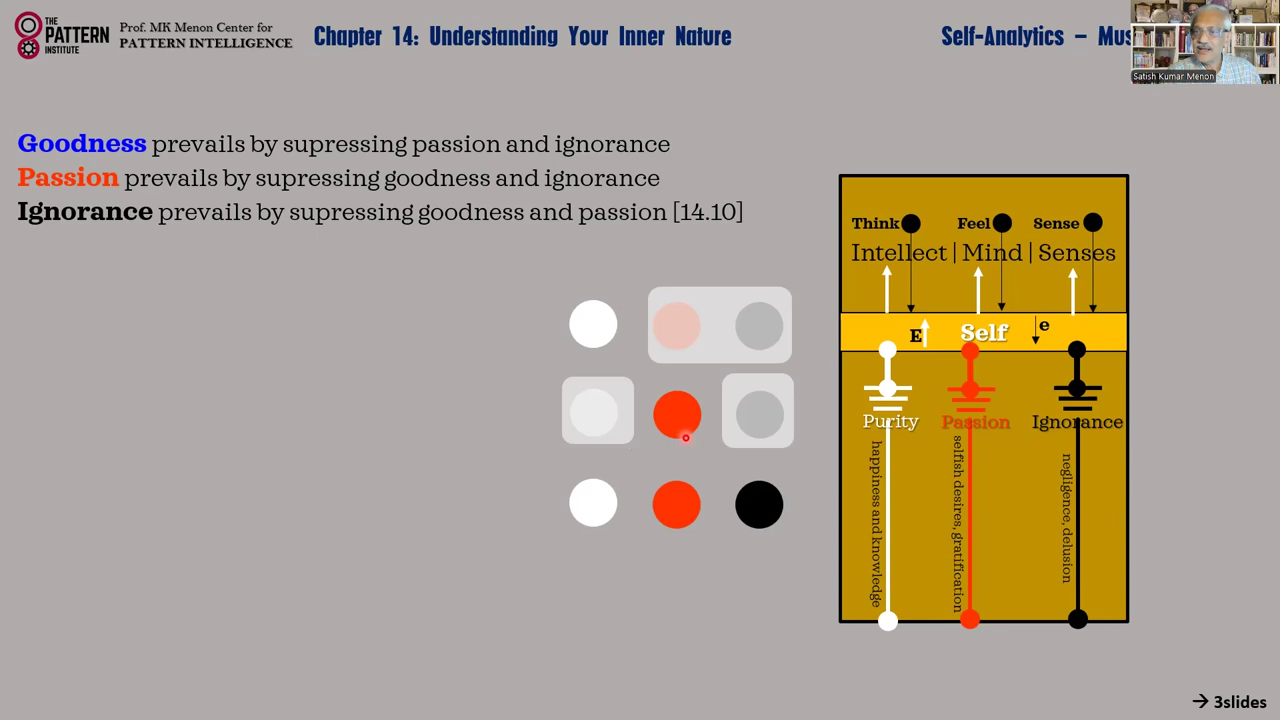 THE
PATTERN
INSTITUTE
Prof. MK Menon Center for
PATTERN INTELLIGENCE
Chapter 14: Understanding Your Inner Nature
Self-Analytics – Mus
Satish Kumar Menon
Goodness prevails by supressing passion and ignorance
Passion prevails by supressing goodness and ignorance
Ignorance prevails by supressing goodness and passion [14.10]
Think Feel Sense
Intellect | Mind | Senses
E Self e
Purity Passion Ignorance
happiness and knowledge
selfish desires, gratification
negligence, delusion
→ 3slides